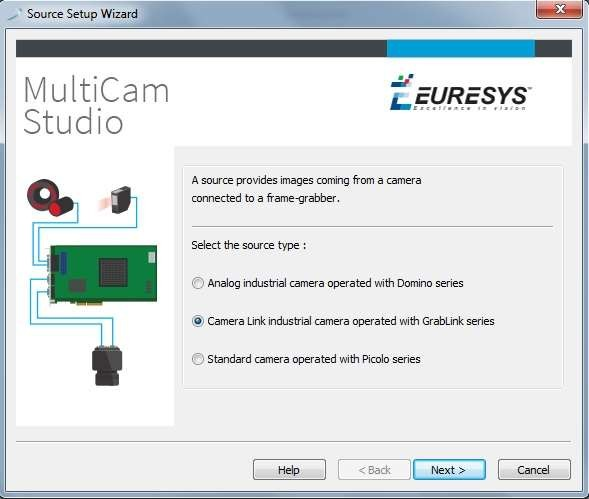 Source Setup Wizard
MultiCam
Studio
EURESYS™
Excellence in vision
A source provides images coming from a camera
connected to a frame-grabber.
Select the source type :
Analog industrial camera operated with Domino series
Camera Link industrial camera operated with GrabLink series
Standard camera operated with Picolo series
Help
< Back
Next >
Cancel